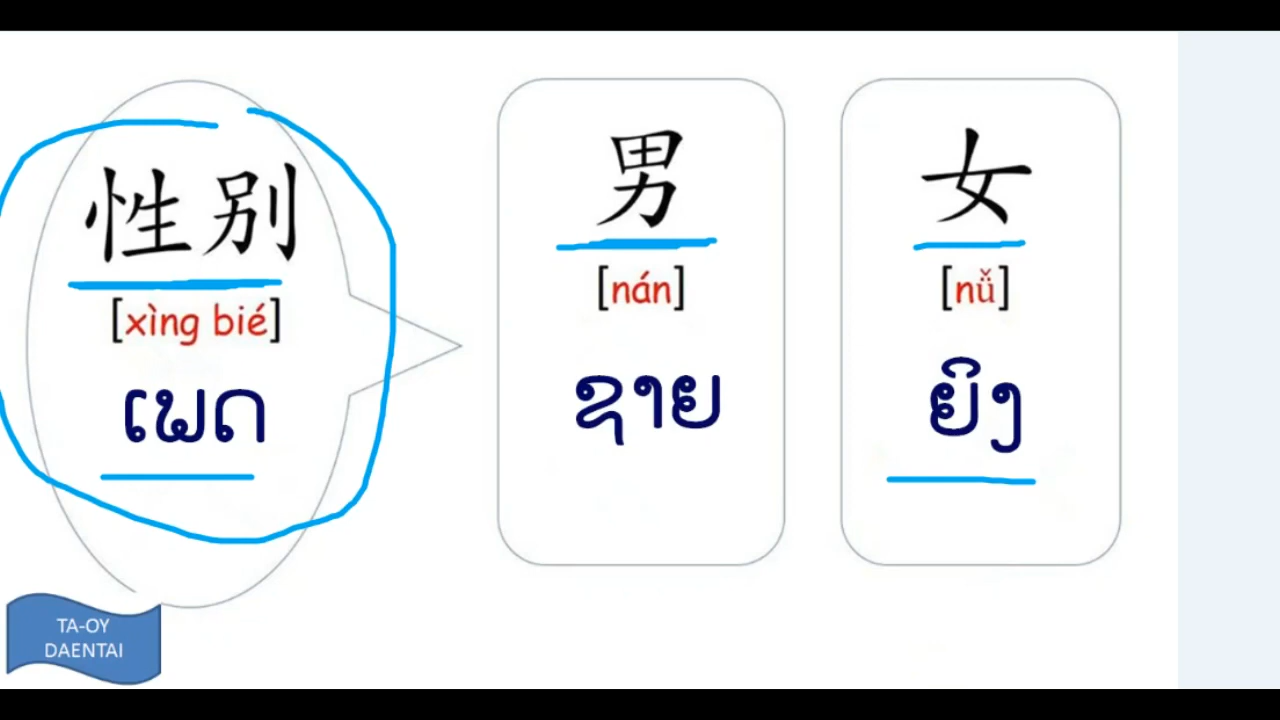 性别
[xìng bié]
ເພດ
男
[nán]
ຊາຍ
女
[nǚ]
ຍິງ
TA-OY
DAENTAI